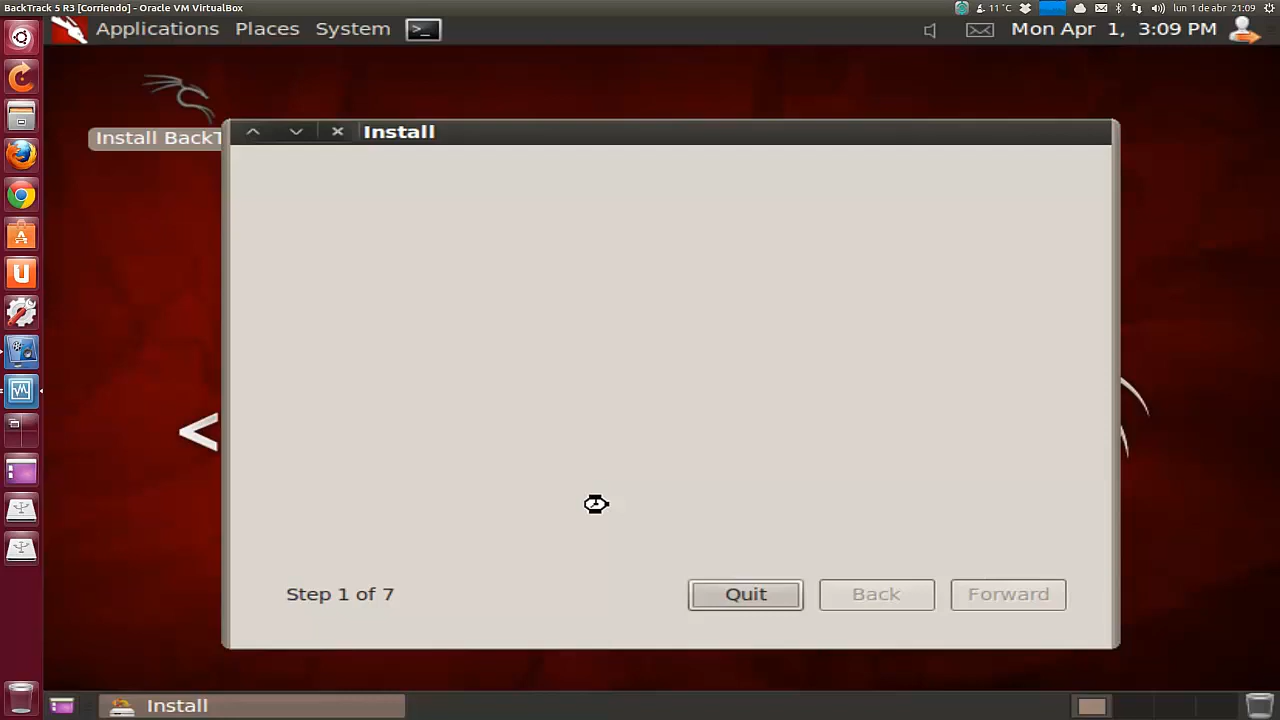 BackTrack 5 R3 [Corriendo] - Oracle VM VirtualBox
11°C
lun 1 de abr
21:09
Applications Places System >_
Mon Apr 1, 3:09 PM
Install BackT
Install
<
Step 1 of 7
Quit
Back
Forward
Install